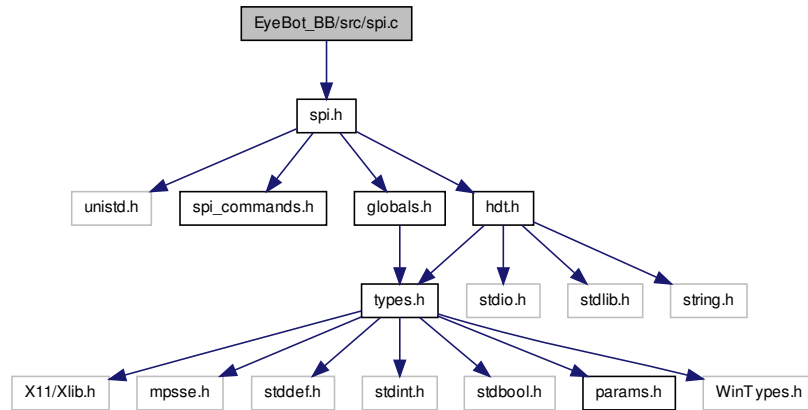 EyeBot_BB/src/spi.c
spi.h
unistd.h
spi_commands.h
globals.h
hdt.h
types.h
stdio.h
stdlib.h
string.h
X11/Xlib.h
mpsse.h
stddef.h
stdint.h
stdbool.h
params.h
WinTypes.h